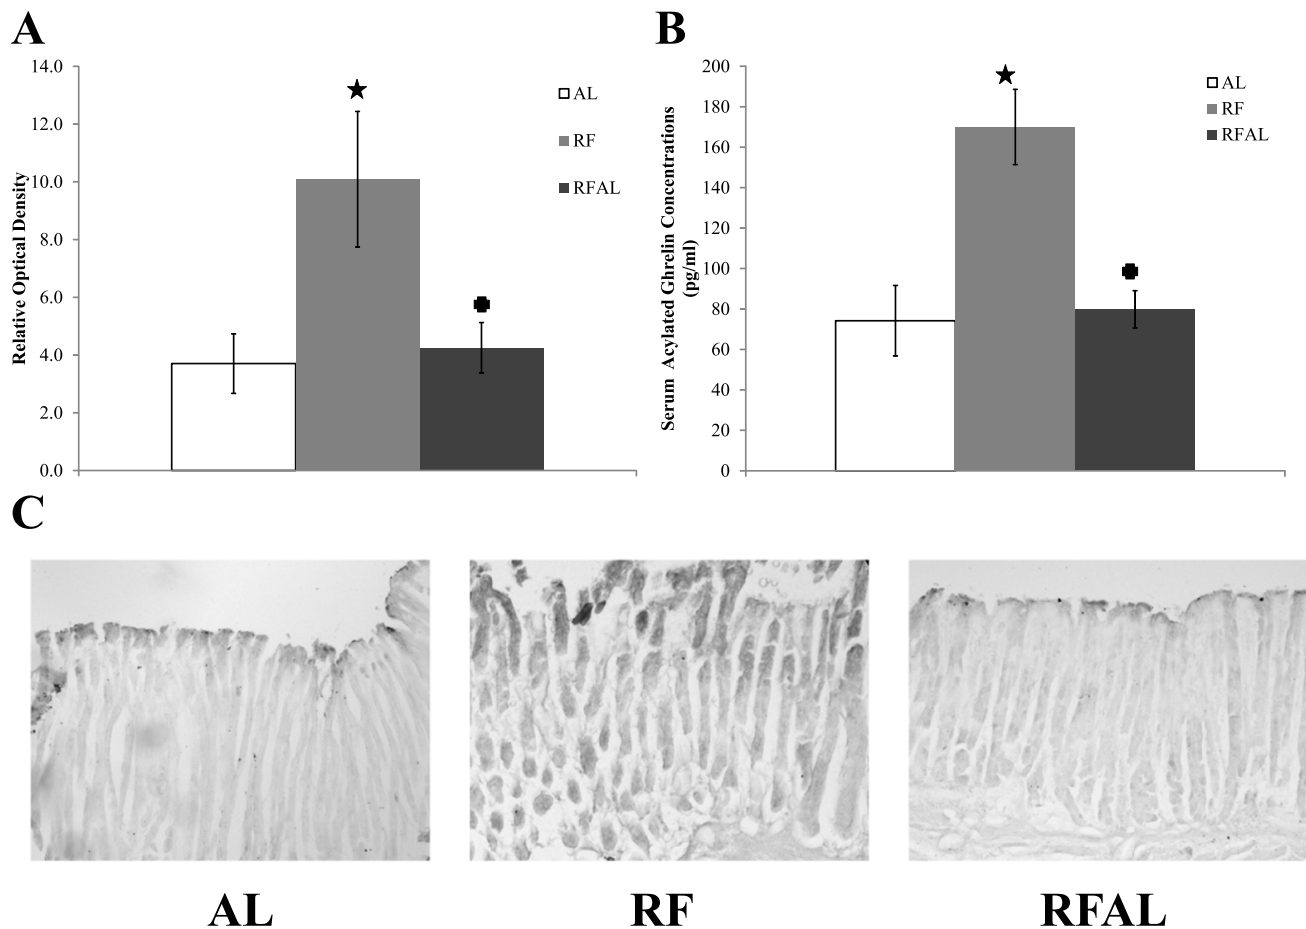 A
14.0
12.0
10.0
8.0
6.0
4.0
2.0
0.0
Relative Optical Density
AL
RF
RFAL
B
200
180
160
140
120
100
80
60
40
20
0
Serum Acylated Ghrelin Concentrations
(pg/ml)
AL
RF
RFAL
C
AL
RF
RFAL